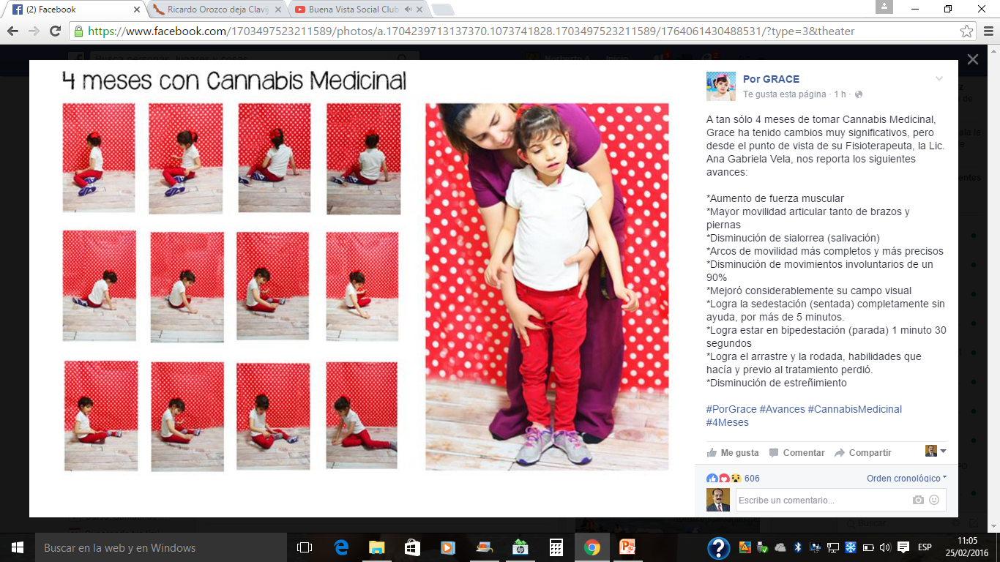 (2) Facebook
Ricardo Orozco deja Clavij
Buena Vista Social Club
https://www.facebook.com/1703497523211589/photos/a.1704239713137370.1073741828.1703497523211589/1764061430488531/?type=3&theater
4 meses con Cannabis Medicinal
Por GRACE
Te gusta esta página · 1 h ·
A tan sólo 4 meses de tomar Cannabis Medicinal,
Grace ha tenido cambios muy significativos, pero
desde el punto de vista de su Fisioterapeuta, la Lic.
Ana Gabriela Vela, nos reporta los siguientes
avances:
*Aumento de fuerza muscular
*Mayor movilidad articular tanto de brazos y
piernas
*Disminución de sialorrea (salivación)
*Arcos de movilidad más completos y más precisos
*Disminución de movimientos involuntarios de un
90%
*Mejoró considerablemente su campo visual
*Logra la sedestación (sentada) completamente sin
ayuda, por más de 5 minutos.
*Logra estar en bipedestación (parada) 1 minuto 30
segundos
*Logra el arrastre y la rodada, habilidades que
hacía y previo al tratamiento perdió.
*Disminución de estreñimiento
#PorGrace #Avances #CannabisMedicinal
#4Meses
Me gusta Comentar Compartir
606 Orden cronológico
Escribe un comentario...
Buscar
Buscar en la web y en Windows
ESP
11:05
25/02/2016